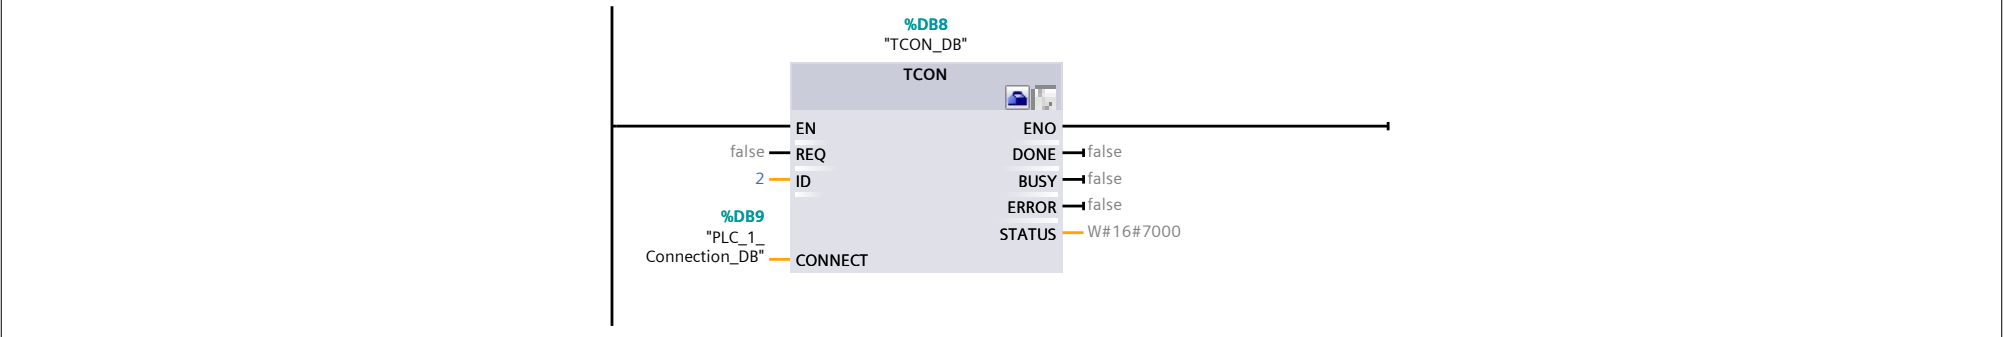 %DB8
"TCON_DB"
TCON
EN
ENO
false
REQ
DONE
false
2
ID
BUSY
false
ERROR
false
%DB9
"PLC_1_
Connection_DB"
STATUS
W#16#7000
CONNECT